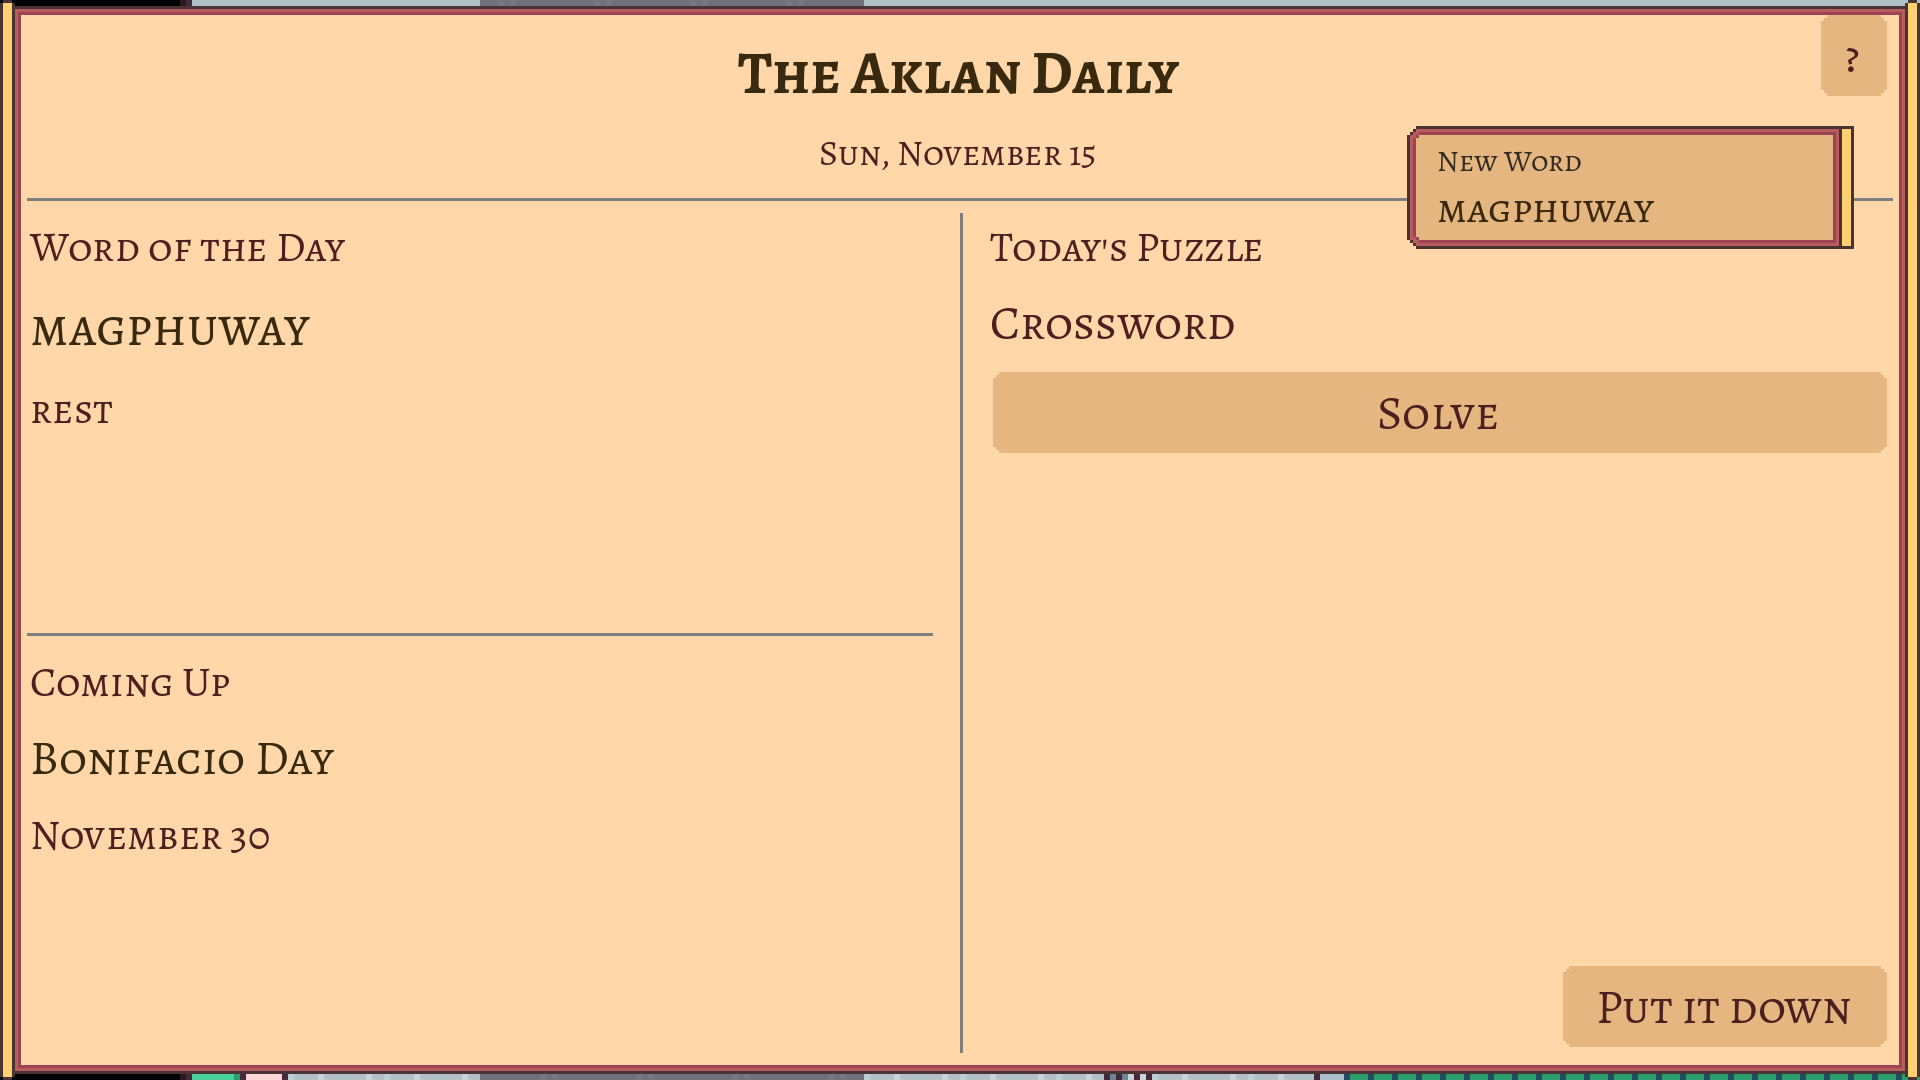 The Aklan Daily
?
Sun, November 15
New Word
magphuway
Word of the Day
magphuway
rest
Today's Puzzle
Crossword
Solve
Coming Up
Bonifacio Day
November 30
Put it down